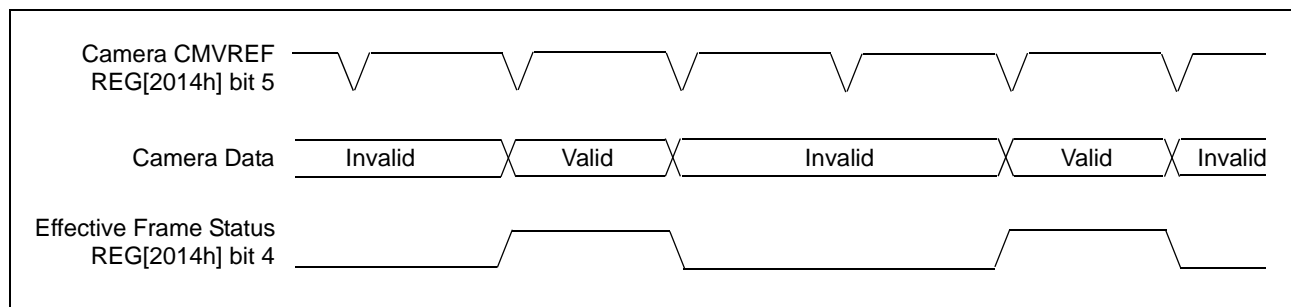 Camera CMVREF
REG[2014h] bit 5
Camera Data
Invalid
Valid
Invalid
Valid
Invalid
Effective Frame Status
REG[2014h] bit 4